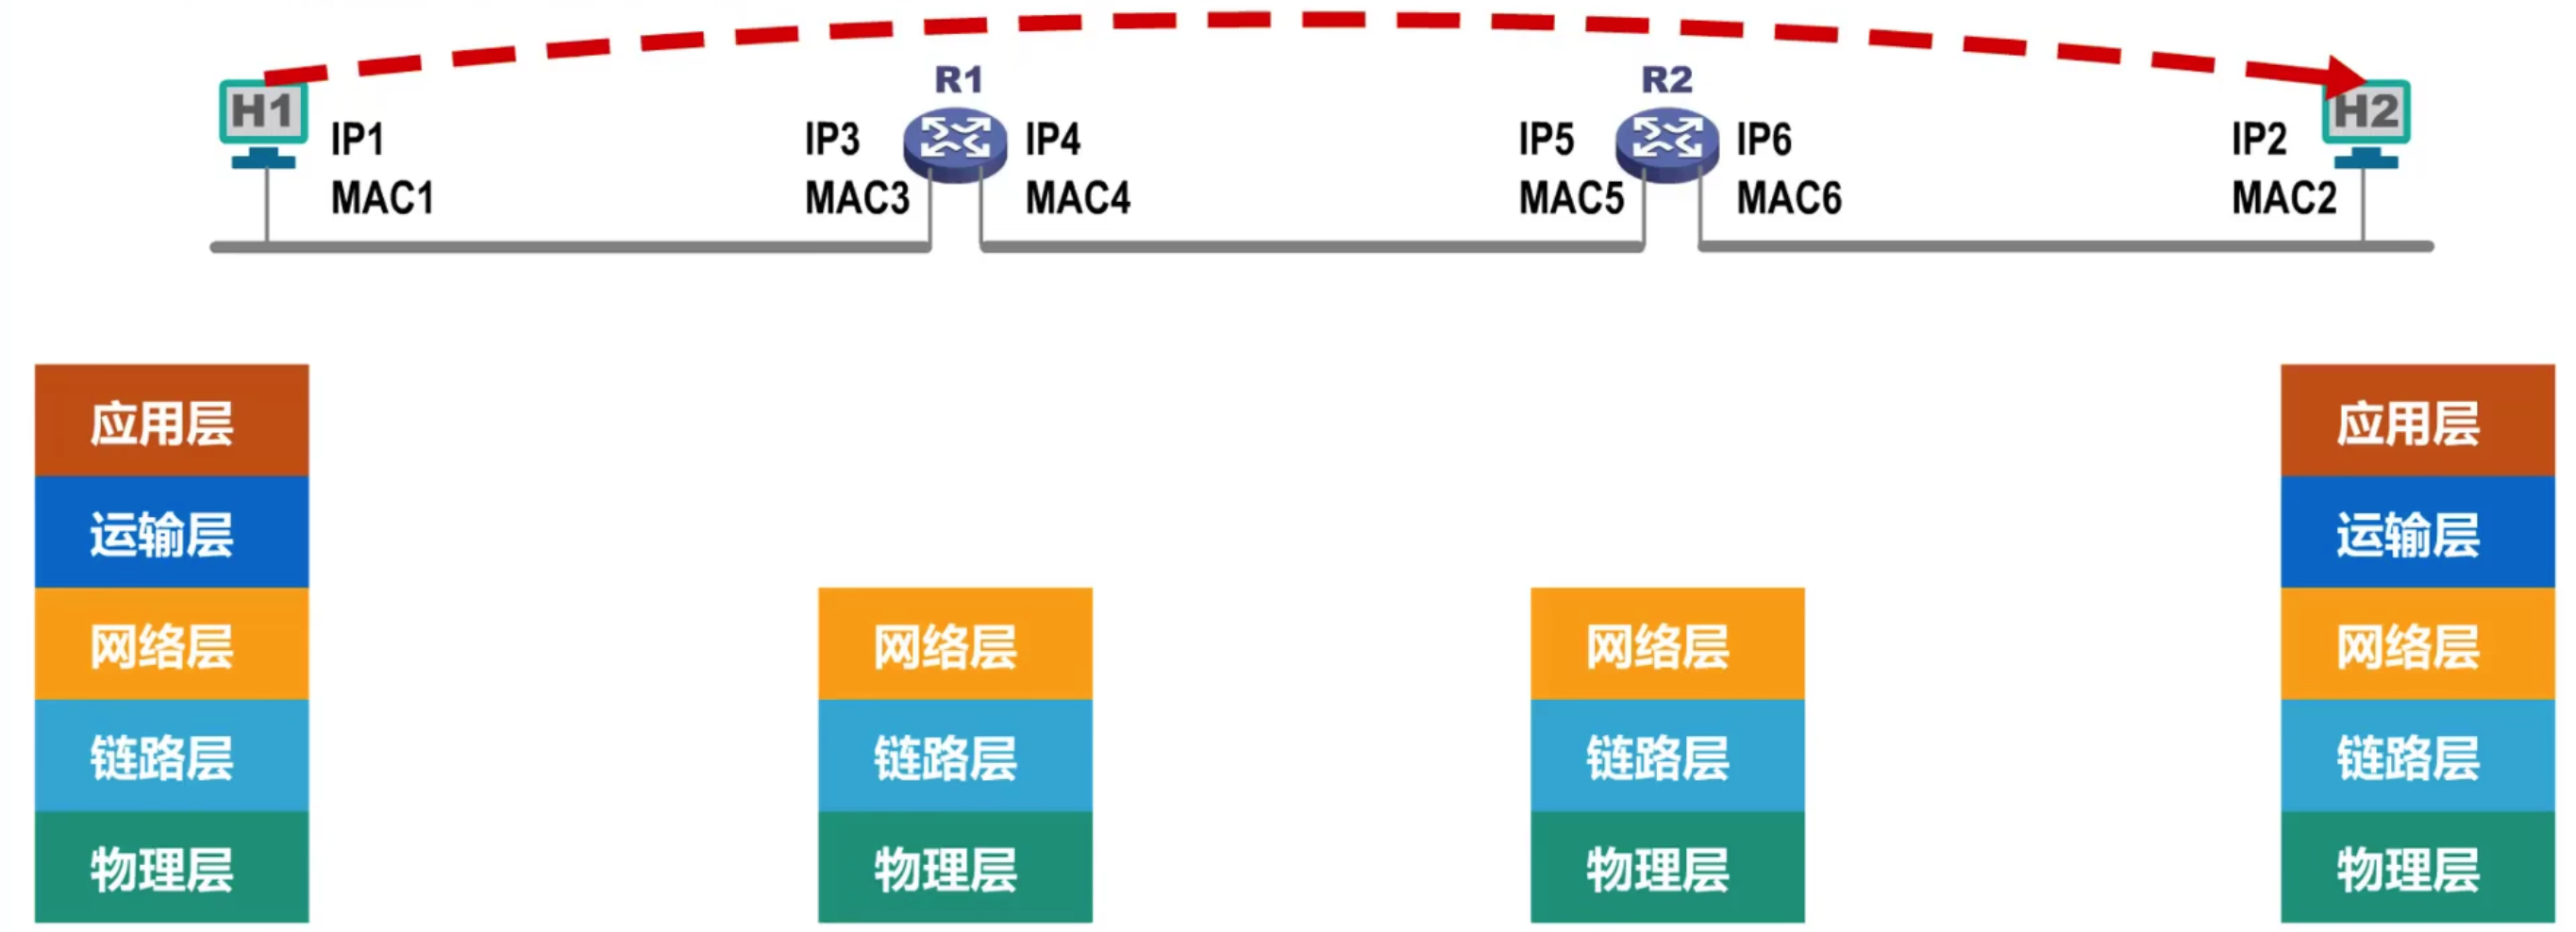 H1
IP1
MAC1
R1
IP3
MAC3
IP4
MAC4
R2
IP5
MAC5
IP6
MAC6
H2
IP2
MAC2
应用层
运输层
网络层
链路层
物理层
网络层
链路层
物理层
网络层
链路层
物理层
应用层
运输层
网络层
链路层
物理层